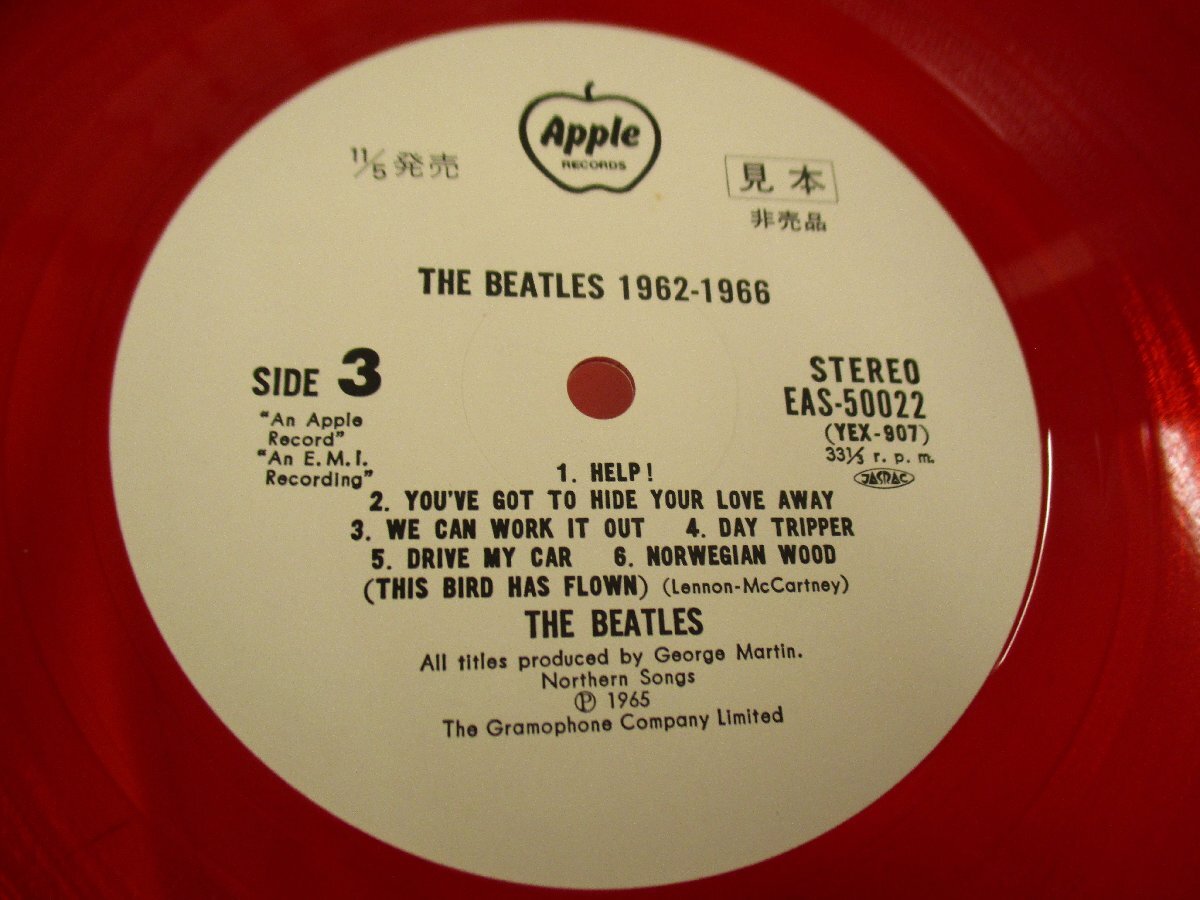 Apple
RECORDS
11/5 発売
見本
非売品
THE BEATLES 1962-1966
SIDE 3
"An Apple
Record"
"An E.M.I.
Recording"
STEREO
EAS-50022
(YEX-907)
33⅓ r.p.m.
JASRAC
1. HELP!
2. YOU'VE GOT TO HIDE YOUR LOVE AWAY
3. WE CAN WORK IT OUT 4. DAY TRIPPER
5. DRIVE MY CAR 6. NORWEGIAN WOOD
(THIS BIRD HAS FLOWN) (Lennon-McCartney)
THE BEATLES
All titles produced by George Martin.
Northern Songs
Ⓟ 1965
The Gramophone Company Limited